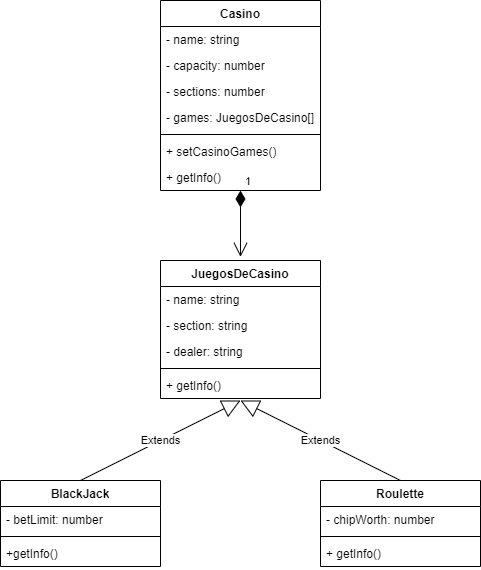 Casino
- name: string
- capacity: number
- sections: number
- games: JuegosDeCasino[]
+ setCasinoGames()
+ getInfo()
1
JuegosDeCasino
- name: string
- section: string
- dealer: string
+ getInfo()
Extends
Extends
BlackJack
- betLimit: number
+getInfo()
Roulette
- chipWorth: number
+ getInfo()